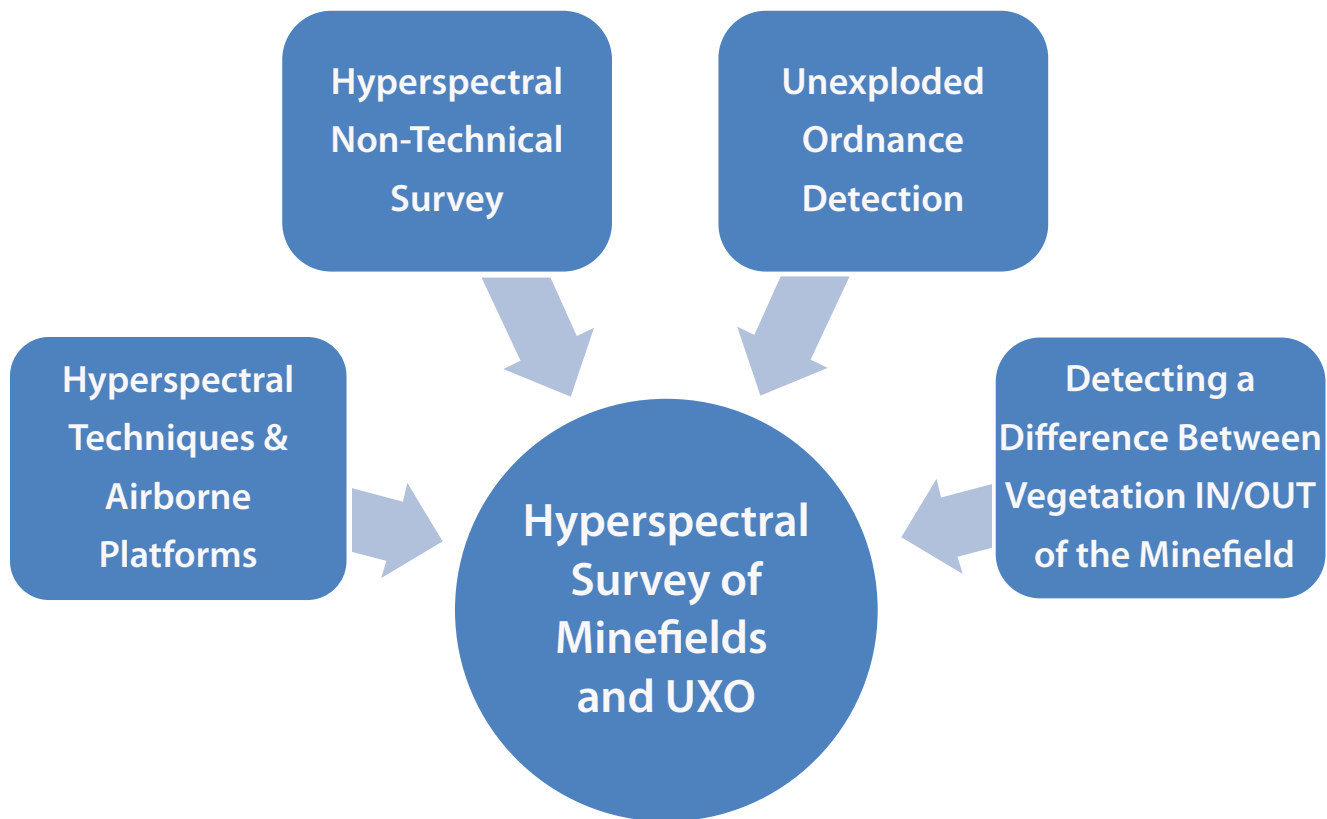 Hyperspectral
Non-Technical
Survey
Unexploded
Ordnance
Detection
Hyperspectral
Techniques &
Airborne
Platforms
Detecting a
Difference Between
Vegetation IN/OUT
of the Minefield
Hyperspectral
Survey of
Minefields
and UXO